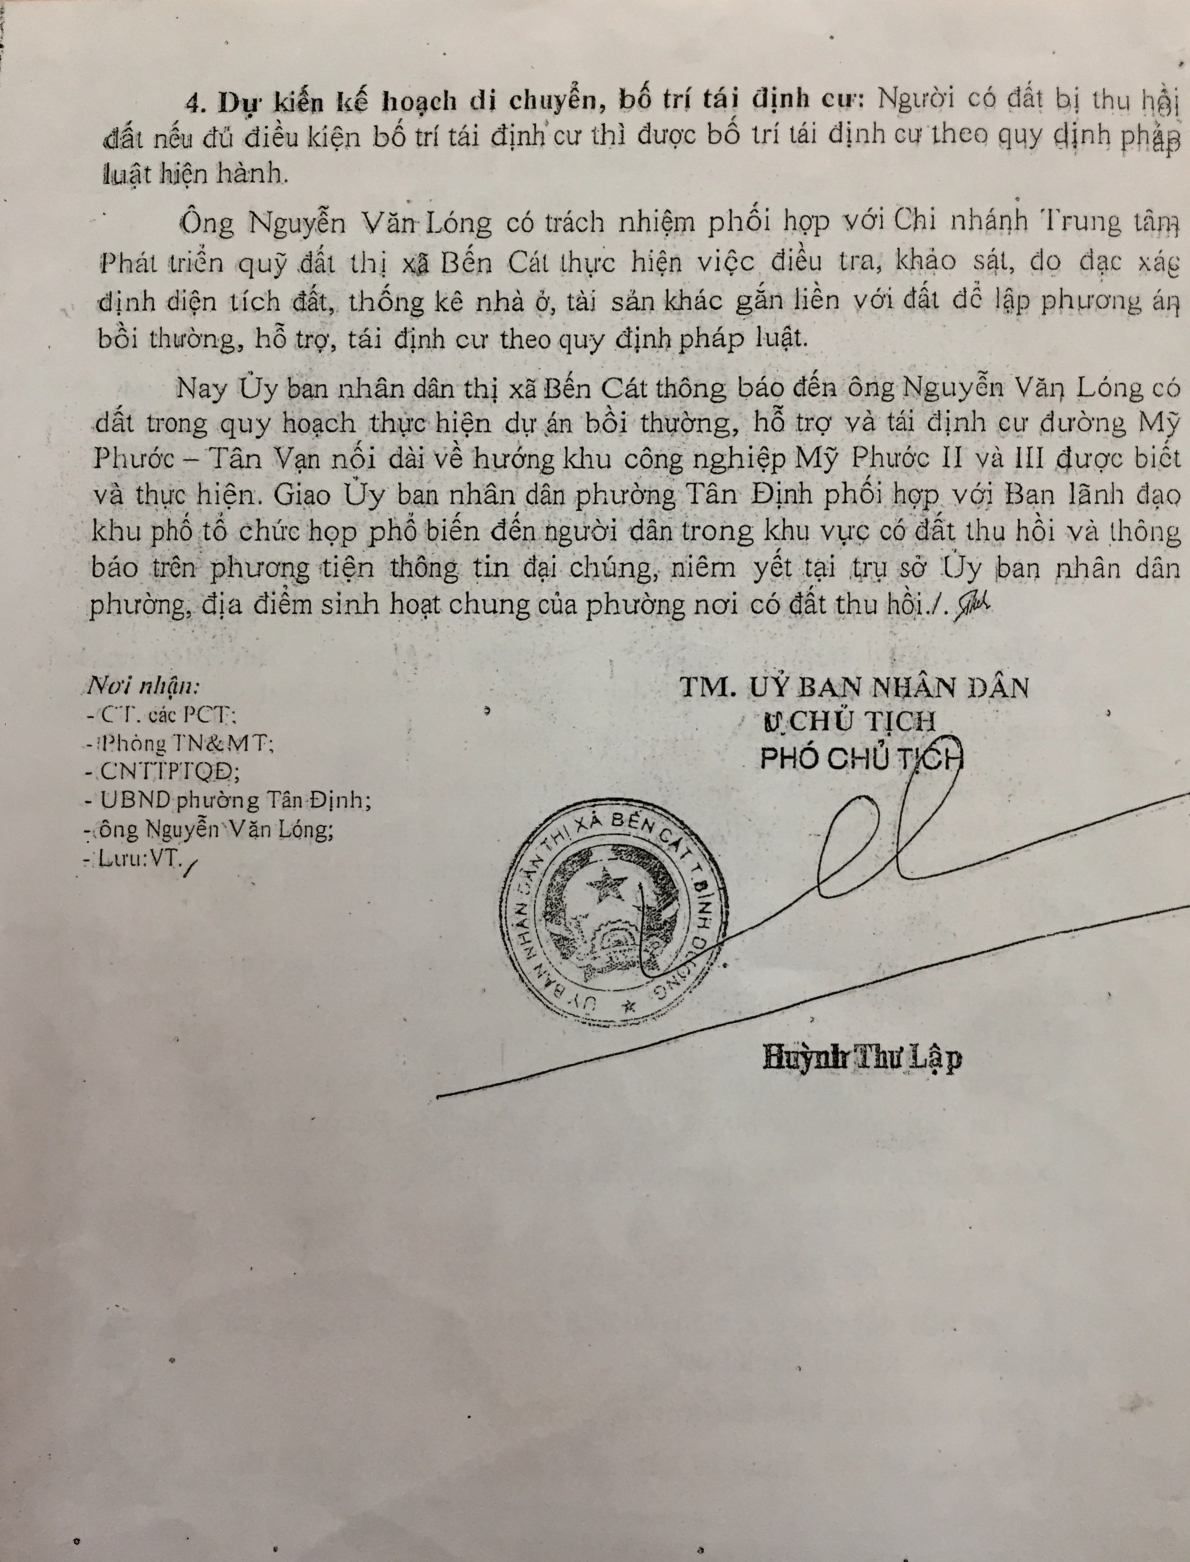 4. Dự kiến kế hoạch di chuyển, bố trí tái định cư: Người có đất bị thu hồi
đất nếu đủ điều kiện bố trí tái định cư thì được bố trí tái định cư theo quy định pháp
luật hiện hành.
Ông Nguyễn Văn Lóng có trách nhiệm phối hợp với Chi nhánh Trung tâm
Phát triển quỹ đất thị xã Bến Cát thực hiện việc điều tra, khảo sát, đo đạc xác
định diện tích đất, thống kê nhà ở, tài sản khác gắn liền với đất để lập phương án
bồi thường, hỗ trợ, tái định cư theo quy định pháp luật.
Nay Ủy ban nhân dân thị xã Bến Cát thông báo đến ông Nguyễn Văn Lóng có
đất trong quy hoạch thực hiện dự án bồi thường, hỗ trợ và tái định cư đường Mỹ
Phước – Tân Vạn nối dài về hướng khu công nghiệp Mỹ Phước II và III được biết
và thực hiện. Giao Ủy ban nhân dân phường Tân Định phối hợp với Ban lãnh đạo
khu phố tổ chức họp phổ biến đến người dân trong khu vực có đất thu hồi và thông
báo trên phương tiện thông tin đại chúng, niêm yết tại trụ sở Ủy ban nhân dân
phường, địa điểm sinh hoạt chung của phường nơi có đất thu hồi./.
Nơi nhận:
- CT. các PCT;
- Phòng TN&MT;
- CNTTPTQĐ;
- UBND phường Tân Định;
- ông Nguyễn Văn Lóng;
- Lưu:VT.
TM. UỶ BAN NHÂN DÂN
CHỦ TỊCH
PHÓ CHỦ TỊCH
ỦY BAN NHÂN DÂN THỊ XÃ BẾN CÁT T.BÌNH DƯƠNG
Huỳnh Thư Lập